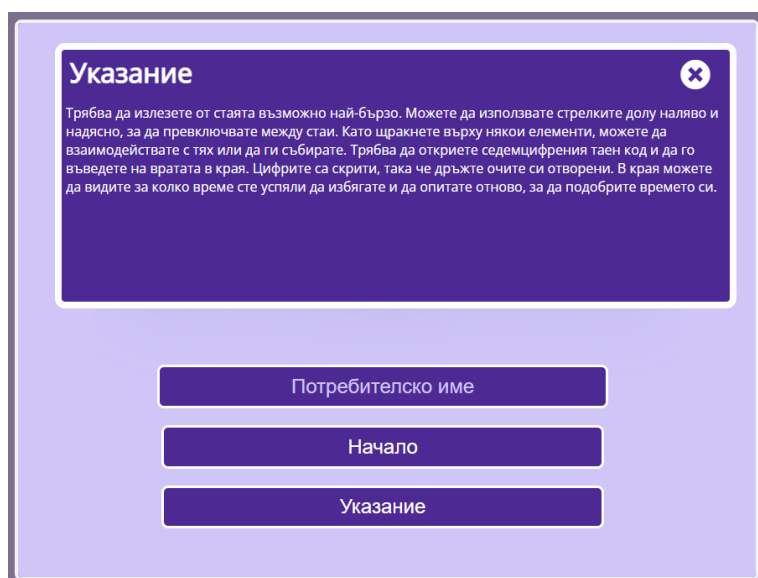 Указание
Трябва да излезете от стаята възможно най-бързо. Можете да използвате стрелките долу наляво и
надясно, за да превключвате между стаи. Като щракнете върху някои елементи, можете да
взаимодействате с тях или да ги събирате. Трябва да откриете седемцифрения таен код и да го
въведете на вратата в края. Цифрите са скрити, така че дръжте очите си отворени. В края можете
да видите за колко време сте успяли да избягате и да опитате отново, за да подобрите времето си.
Потребителско име
Начало
Указание